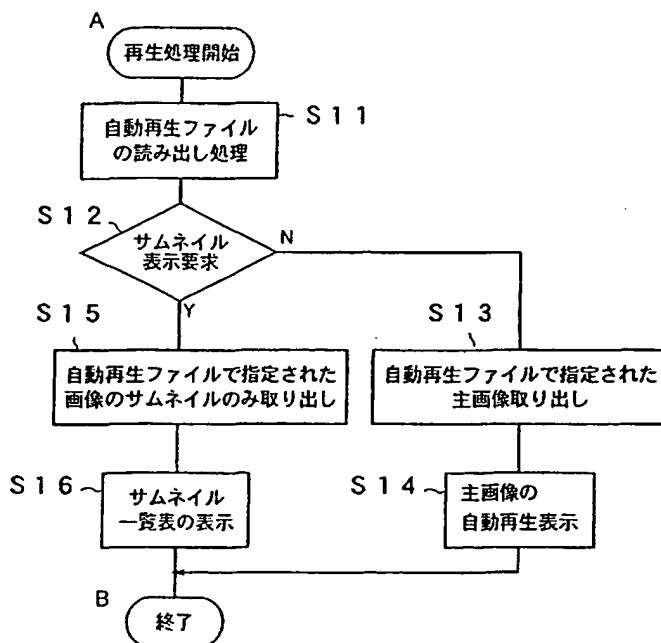 A
再生処理開始
S11
自動再生ファイル
の読み出し処理
S12
サムネイル
表示要求
N
Y
S15
自動再生ファイルで指定された
画像のサムネイルのみ取り出し
S13
自動再生ファイルで指定された
主画像取り出し
S16
サムネイル
一覧表の表示
S14
主画像の
自動再生表示
B
終了